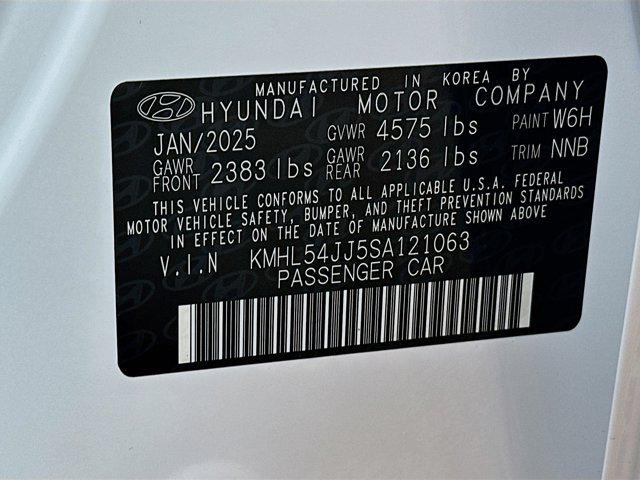 MANUFACTURED IN KOREA BY
HYUNDAI MOTOR COMPANY
JAN/2025 GVWR 4575 lbs PAINT W6H
GAWR FRONT 2383 lbs GAWR REAR 2136 lbs TRIM NNB
THIS VEHICLE CONFORMS TO ALL APPLICABLE U.S.A. FEDERAL
MOTOR VEHICLE SAFETY, BUMPER, AND THEFT PREVENTION STANDARDS
IN EFFECT ON THE DATE OF MANUFACTURE SHOWN ABOVE
V.I.N KMHL54JJ5SA121063
PASSENGER CAR